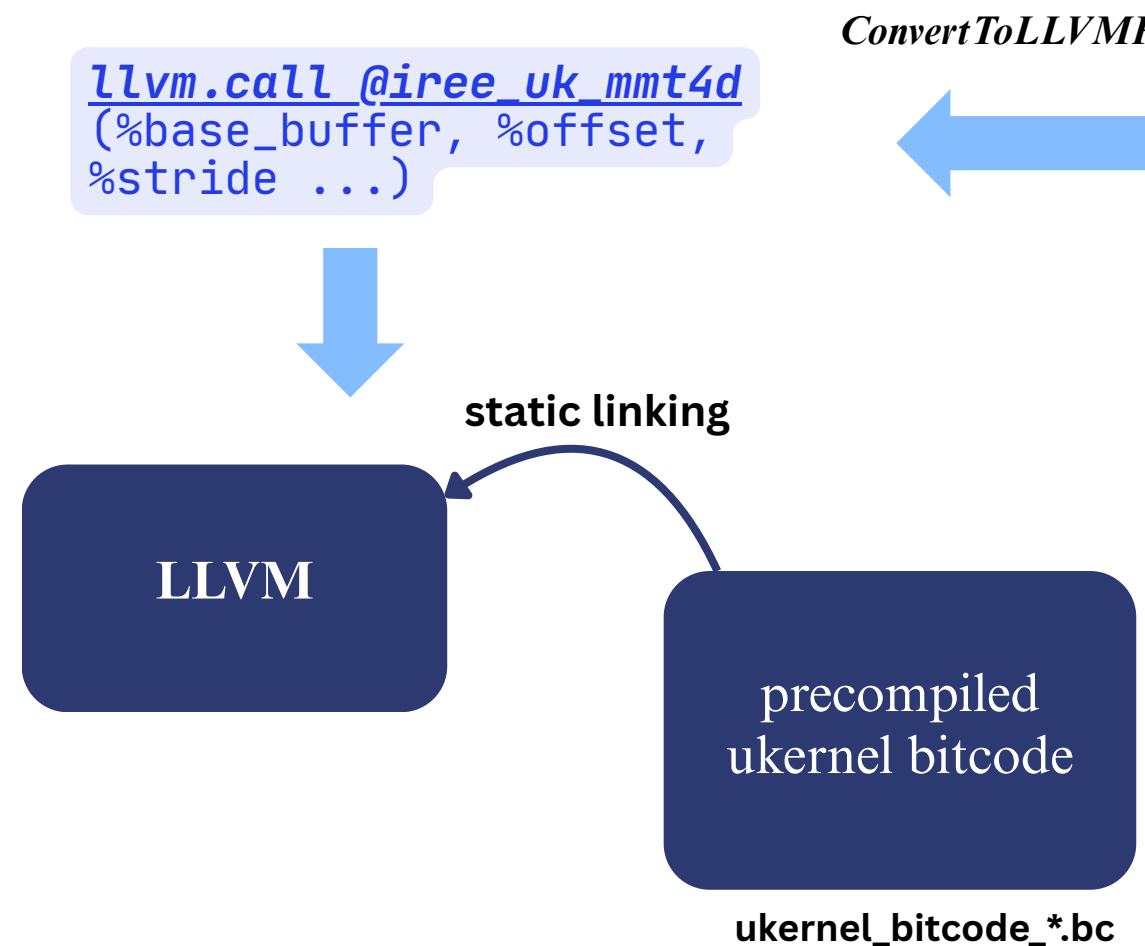 ConvertToLLVM
llvm.call @iree_uk_mmt4d
(%base_buffer, %offset,
%stride ...)
static linking
LLVM
precompiled
ukernel bitcode
ukernel_bitcode_*.bc